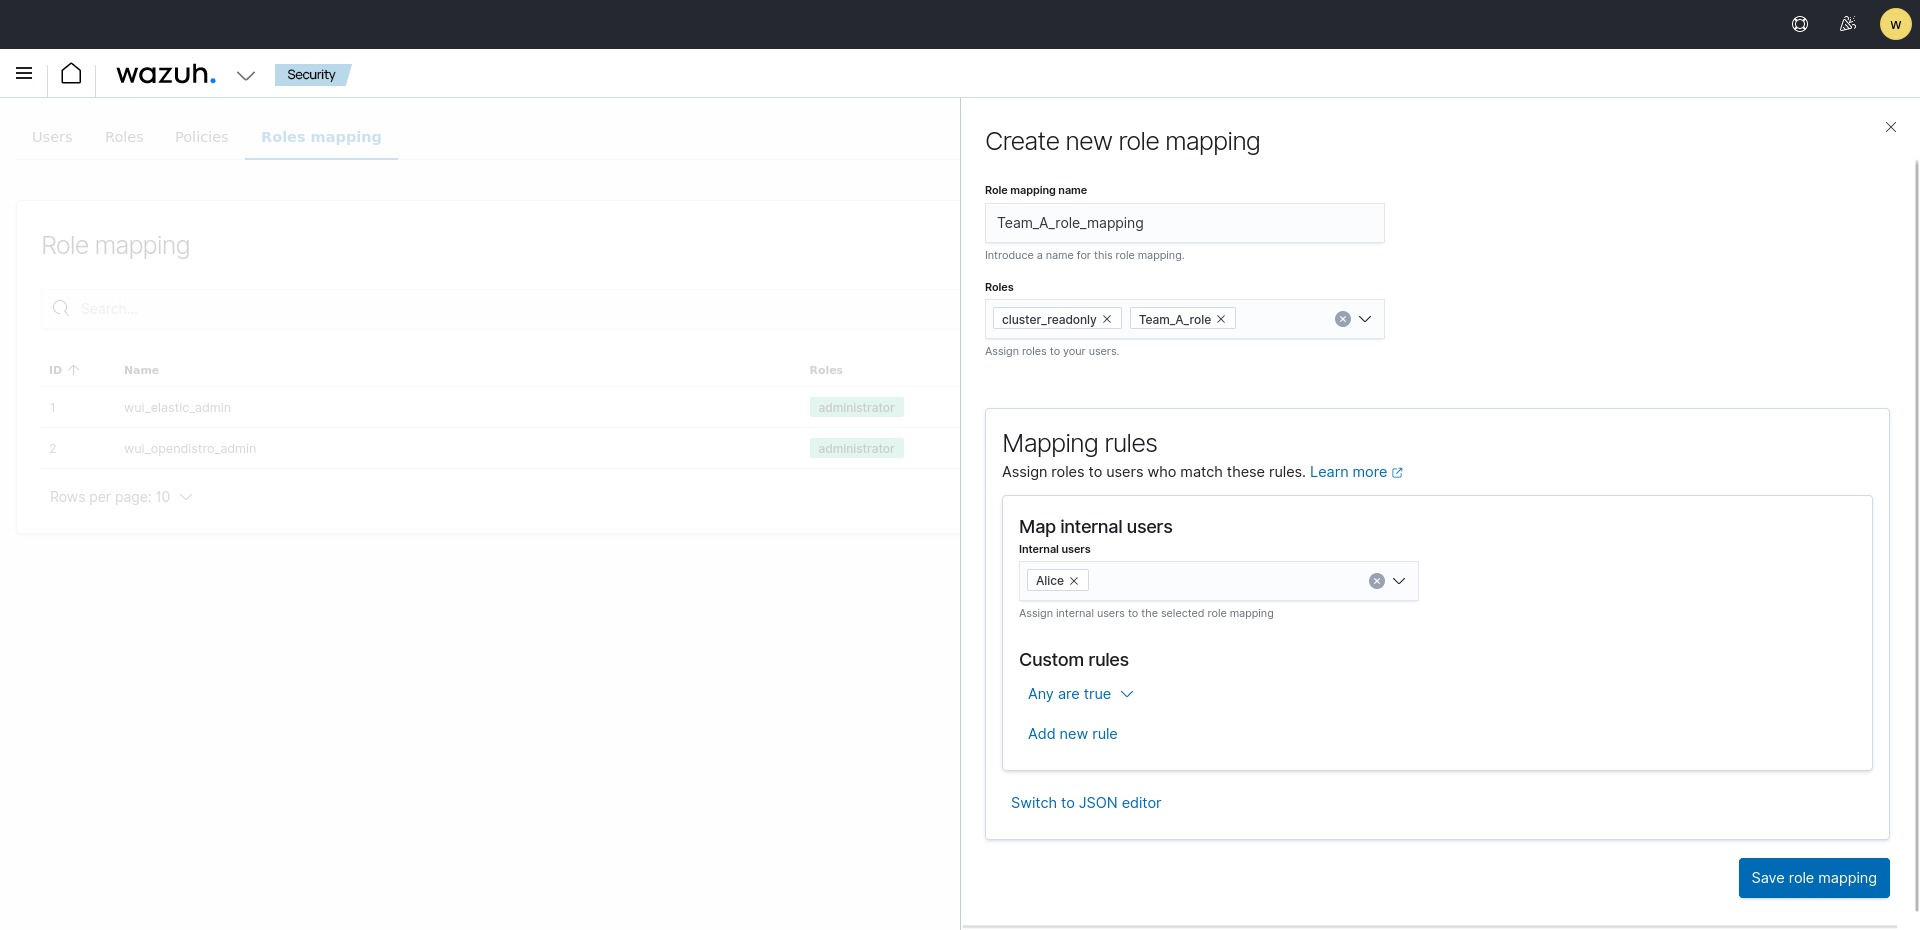 W
wazuh.
Security
Users Roles Policies Roles mapping
Role mapping
Search...
ID Name Roles
1 wui_elastic_admin administrator
2 wui_opendistro_admin administrator
Rows per page: 10
Create new role mapping
Role mapping name
Team_A_role_mapping
Introduce a name for this role mapping.
Roles
cluster_readonly Team_A_role
Assign roles to your users.
Mapping rules
Assign roles to users who match these rules. Learn more
Map internal users
Internal users
Alice
Assign internal users to the selected role mapping
Custom rules
Any are true
Add new rule
Switch to JSON editor
Save role mapping